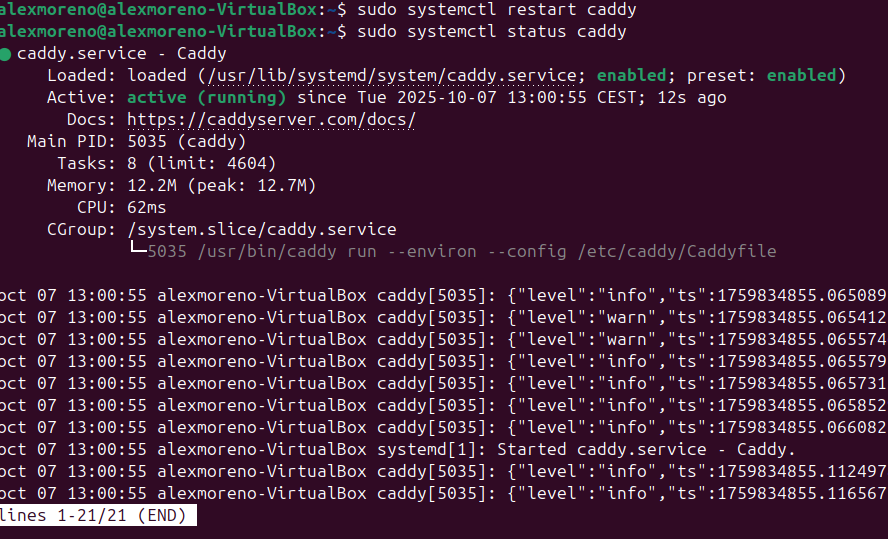 alexmoreno@alexmoreno-VirtualBox:~$ sudo systemctl restart caddy
alexmoreno@alexmoreno-VirtualBox:~$ sudo systemctl status caddy
● caddy.service - Caddy
Loaded: loaded (/usr/lib/systemd/system/caddy.service; enabled; preset: enabled)
Active: active (running) since Tue 2025-10-07 13:00:55 CEST; 12s ago
Docs: https://caddyserver.com/docs/
Main PID: 5035 (caddy)
Tasks: 8 (limit: 4604)
Memory: 12.2M (peak: 12.7M)
CPU: 62ms
CGroup: /system.slice/caddy.service
└─5035 /usr/bin/caddy run --environ --config /etc/caddy/Caddyfile
oct 07 13:00:55 alexmoreno-VirtualBox caddy[5035]: {"level":"info","ts":1759834855.065089
oct 07 13:00:55 alexmoreno-VirtualBox caddy[5035]: {"level":"warn","ts":1759834855.065412
oct 07 13:00:55 alexmoreno-VirtualBox caddy[5035]: {"level":"warn","ts":1759834855.065574
oct 07 13:00:55 alexmoreno-VirtualBox caddy[5035]: {"level":"info","ts":1759834855.065579
oct 07 13:00:55 alexmoreno-VirtualBox caddy[5035]: {"level":"info","ts":1759834855.065731
oct 07 13:00:55 alexmoreno-VirtualBox caddy[5035]: {"level":"info","ts":1759834855.065852
oct 07 13:00:55 alexmoreno-VirtualBox caddy[5035]: {"level":"info","ts":1759834855.066082
oct 07 13:00:55 alexmoreno-VirtualBox systemd[1]: Started caddy.service - Caddy.
oct 07 13:00:55 alexmoreno-VirtualBox caddy[5035]: {"level":"info","ts":1759834855.112497
oct 07 13:00:55 alexmoreno-VirtualBox caddy[5035]: {"level":"info","ts":1759834855.116567
lines 1-21/21 (END)